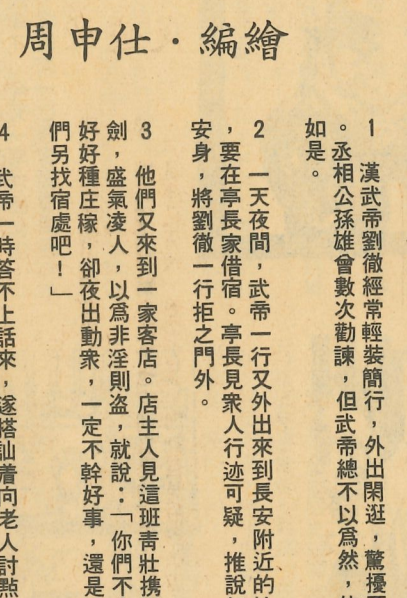 周申仕·編繪
1 漢武帝劉徹經常輕裝簡行，外出閑逛，驚擾
。丞相公孫雄曾數次勸諫，但武帝總不以爲然，
如是。
2 一天夜間，武帝一行又外出來到長安附近的
，要在亭長家借宿。亭長見衆人行迹可疑，推說
安身，將劉徹一行拒之門外。
3 他們又來到一家客店。店主人見這班靑壯携
劍，盛氣凌人，以爲非淫則盜，就說：「你們不
好好種庄稼，卻夜出動衆，一定不幹好事，還是
們另找宿處吧！」
4 武帝一時答不上話來，遂搭訕着向老人討點